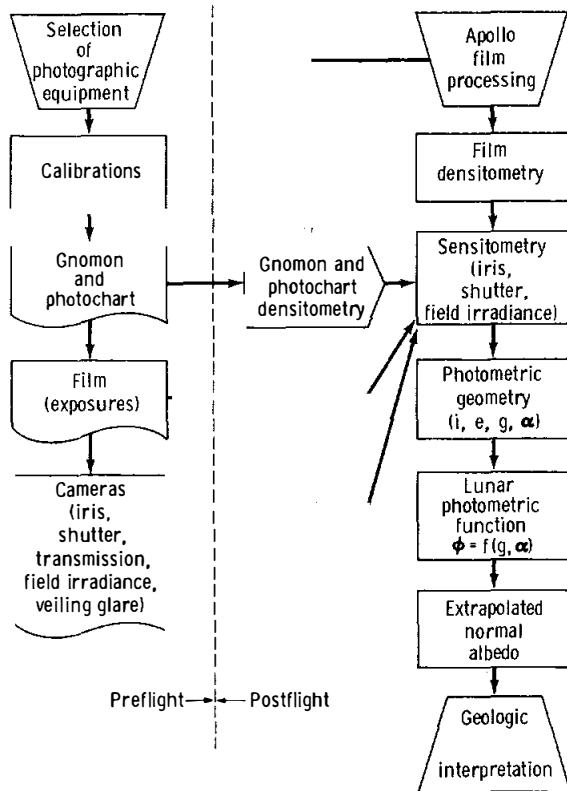 Selection
of
photographic
equipment
Calibrations
Gnomon
and
photochart
Film
(exposures)
Cameras
(iris,
shutter,
transmission,
field irradiance,
veiling glare)
Preflight
Postflight
Gnomon and
photochart
densitometry
Apollo
film
processing
Film
densitometry
Sensitometry
(iris,
shutter,
field irradiance)
Photometric
geometry
(i, e, g, α)
Lunar
photometric
function
ϕ = f(g, α)
Extrapolated
normal
albedo
Geologic
interpretation